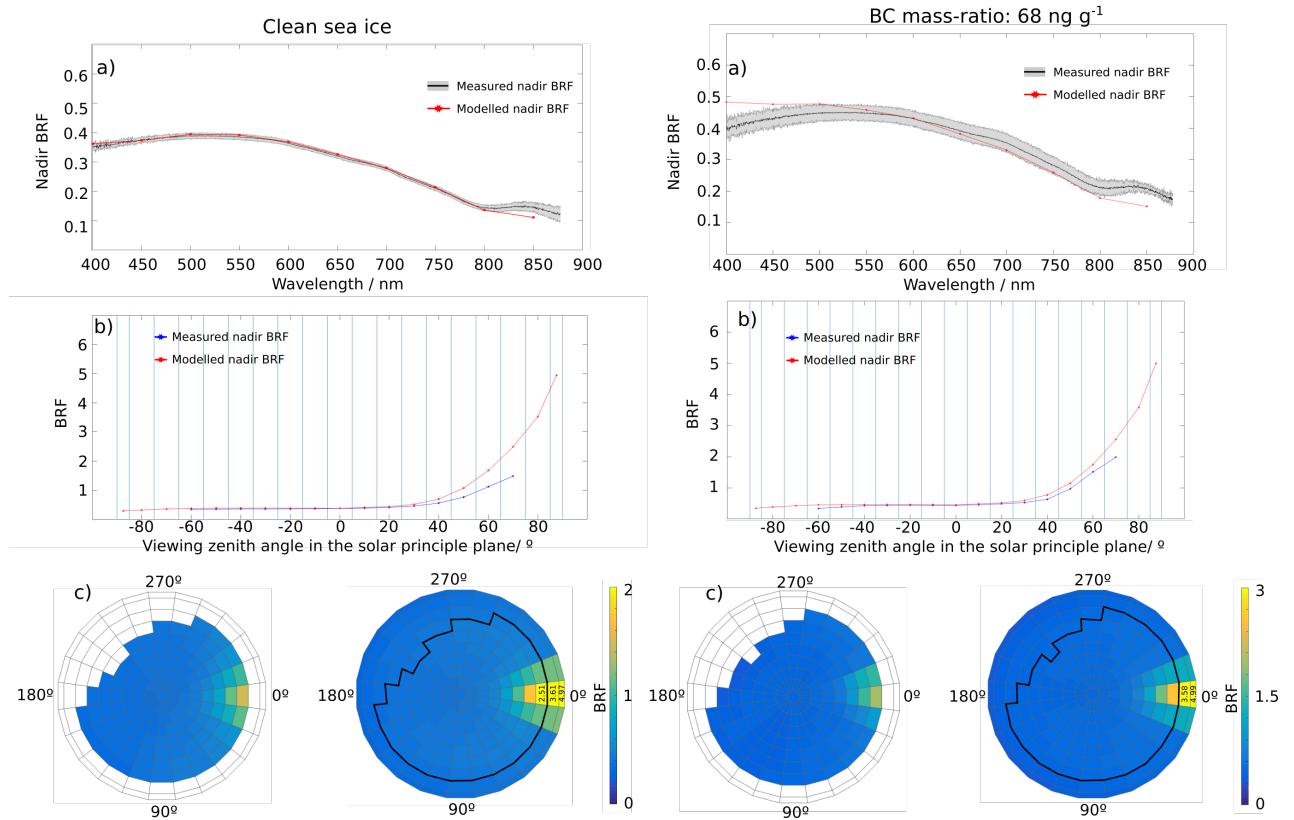 Clean sea ice
a)
Measured nadir BRF
Modelled nadir BRF
Nadir BRF
0.6
0.5
0.4
0.3
0.2
0.1
400 450 500 550 600 650 700 750 800 850 900
Wavelength / nm
BC mass-ratio: 68 ng g-1
a)
Measured nadir BRF
Modelled nadir BRF
Nadir BRF
0.6
0.5
0.4
0.3
0.2
0.1
400 450 500 550 600 650 700 750 800 850 900
Wavelength / nm
b)
Measured nadir BRF
Modelled nadir BRF
BRF
6
5
4
3
2
1
-80 -60 -40 -20 0 20 40 60 80
Viewing zenith angle in the solar principle plane/ º
b)
Measured nadir BRF
Modelled nadir BRF
BRF
6
5
4
3
2
1
-80 -60 -40 -20 0 20 40 60 80
Viewing zenith angle in the solar principle plane/ º
c)
270º
180º
0º
90º
270º
180º
0º
90º
2.51
3.61
4.97
BRF
2
1
0
c)
270º
180º
0º
90º
270º
180º
0º
90º
3.58
4.99
BRF
3
1.5
0